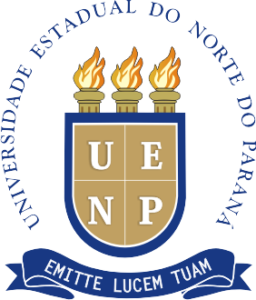 UNIVERSIDADE ESTADUAL DO NORTE DO PARANÁ
U E
N P
EMITTE LUCEM TUAM